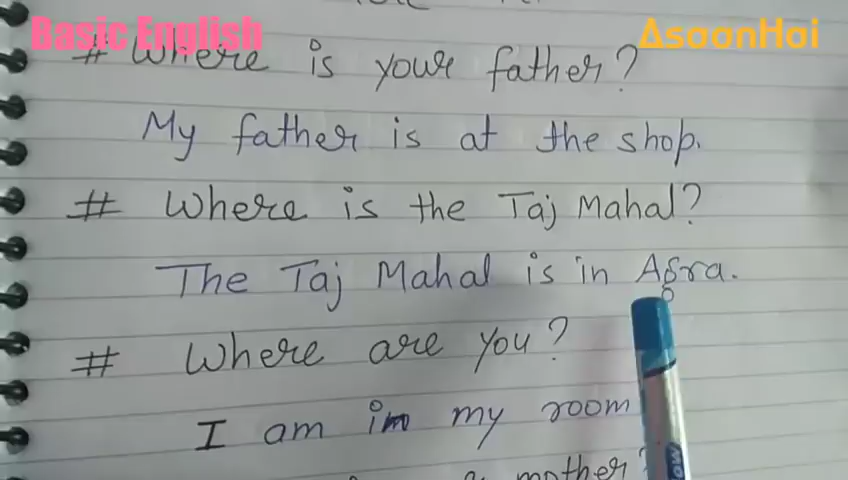 Basic English
AsaanHai
# Where is your father?
My father is at the shop.
# Where is the Taj Mahal?
The Taj Mahal is in Agra.
# Where are you?
I am in my room
mother?